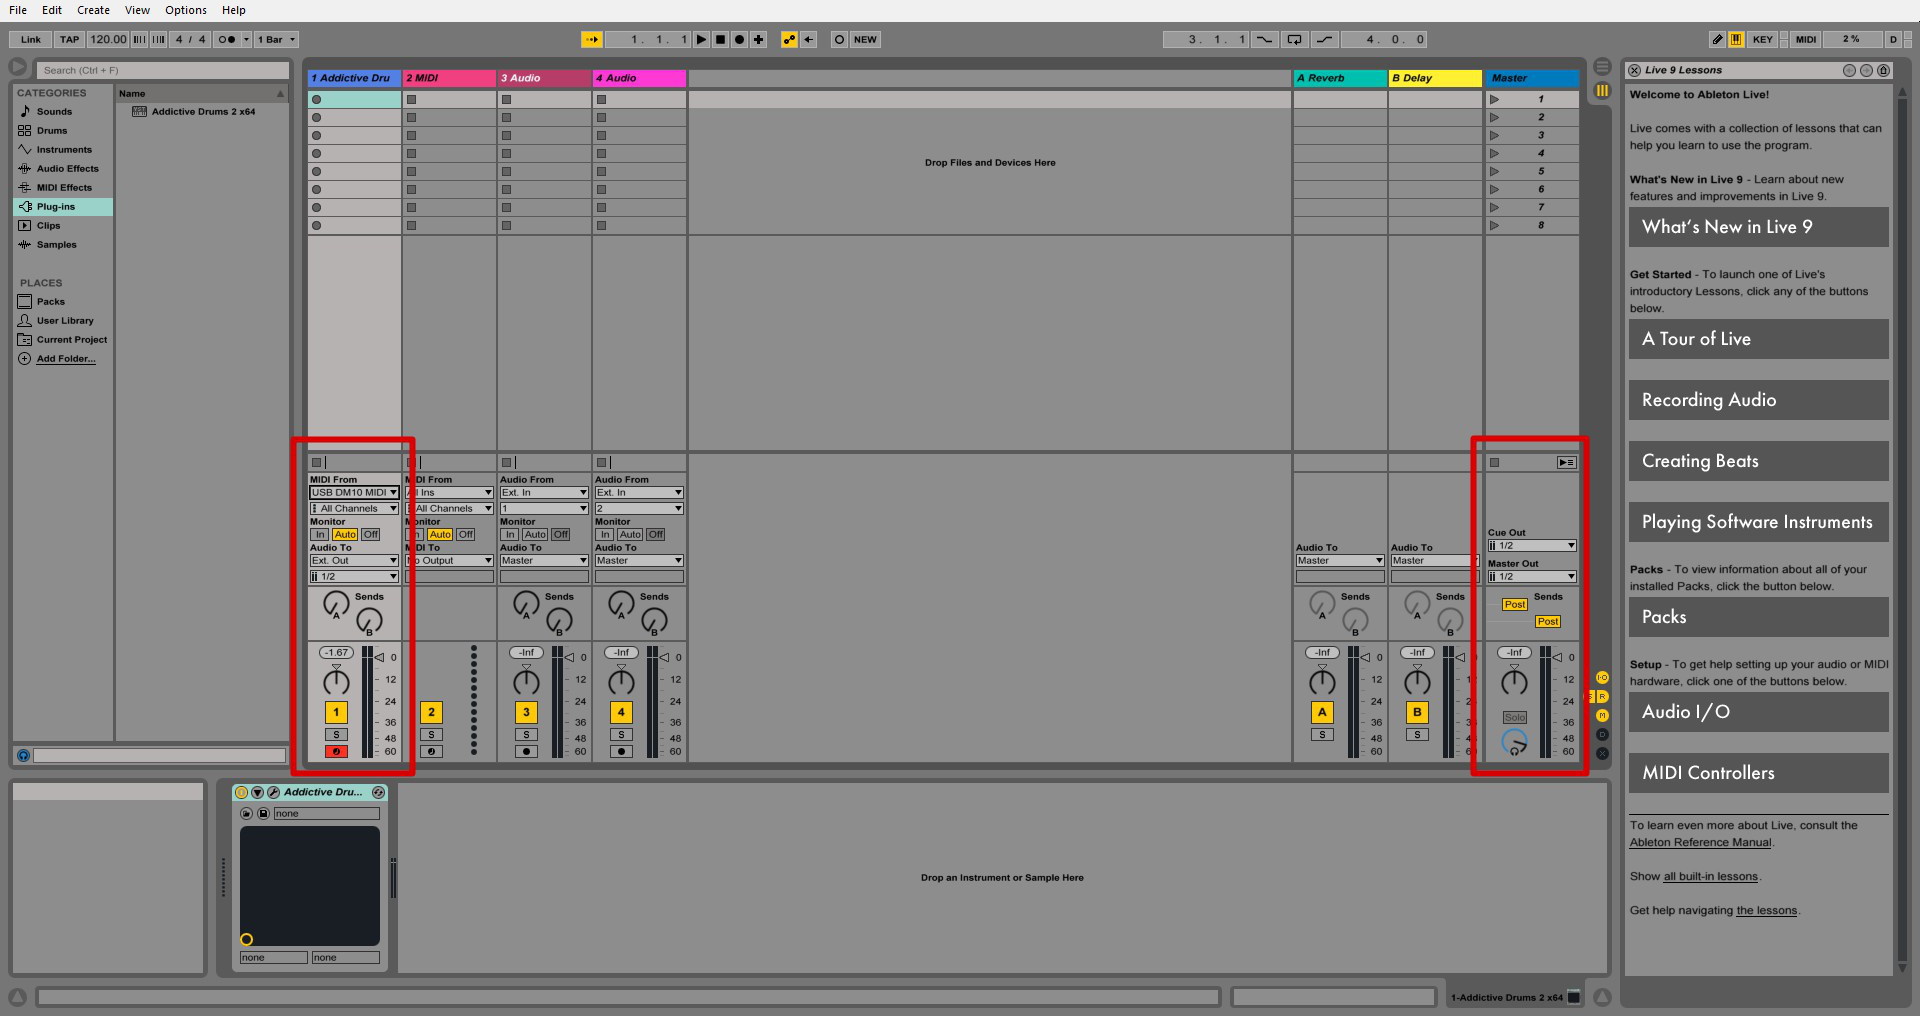 File Edit Create View Options Help
Link TAP 120.00 4 / 4 1 Bar 1. 1. 1 NEW 3. 1. 1 4. 0. 0 KEY MIDI 2 % D
Search (Ctrl + F)
CATEGORIES
Sounds
Drums
Instruments
Audio Effects
MIDI Effects
Plug-ins
Clips
Samples
PLACES
Packs
User Library
Current Project
Add Folder...
Name
Addictive Drums 2 x64
1 Addictive Dru 2 MIDI 3 Audio 4 Audio A Reverb B Delay Master
1
2
3
4
5
6
7
8
Drop Files and Devices Here
MIDI From
USB DM10 MIDI
All Channels
Monitor
In Auto Off
Audio To
Ext. Out
1/2
Sends
A
B
-1.67
0
12
24
36
48
60
1
S
MIDI From
All Ins
All Channels
Monitor
In Auto Off
MIDI To
No Output
2
S
Audio From
Ext. In
1
Monitor
In Auto Off
Audio To
Master
Sends
A
B
-Inf
0
12
24
36
48
60
3
S
Audio From
Ext. In
2
Monitor
In Auto Off
Audio To
Master
Sends
A
B
-Inf
0
12
24
36
48
60
4
S
Audio To
Master
Sends
A
B
-Inf
0
12
24
36
48
60
A
S
Audio To
Master
Sends
A
B
-Inf
0
B
S
Cue Out
1/2
Master Out
1/2
Sends
Post
Post
-Inf
0
12
24
36
48
60
Solo
Live 9 Lessons
Welcome to Ableton Live!
Live comes with a collection of lessons that can
help you learn to use the program.
What's New in Live 9 - Learn about new
features and improvements in Live 9.
What's New in Live 9
Get Started - To launch one of Live's
introductory Lessons, click any of the buttons
below.
A Tour of Live
Recording Audio
Creating Beats
Playing Software Instruments
Packs - To view information about all of your
installed Packs, click the button below.
Packs
Setup - To get help setting up your audio or MIDI
hardware, click one of the buttons below.
Audio I/O
MIDI Controllers
To learn even more about Live, consult the
Ableton Reference Manual.
Show all built-in lessons.
Get help navigating the lessons.
Addictive Dru...
none
none none
Drop an Instrument or Sample Here
1-Addictive Drums 2 x64